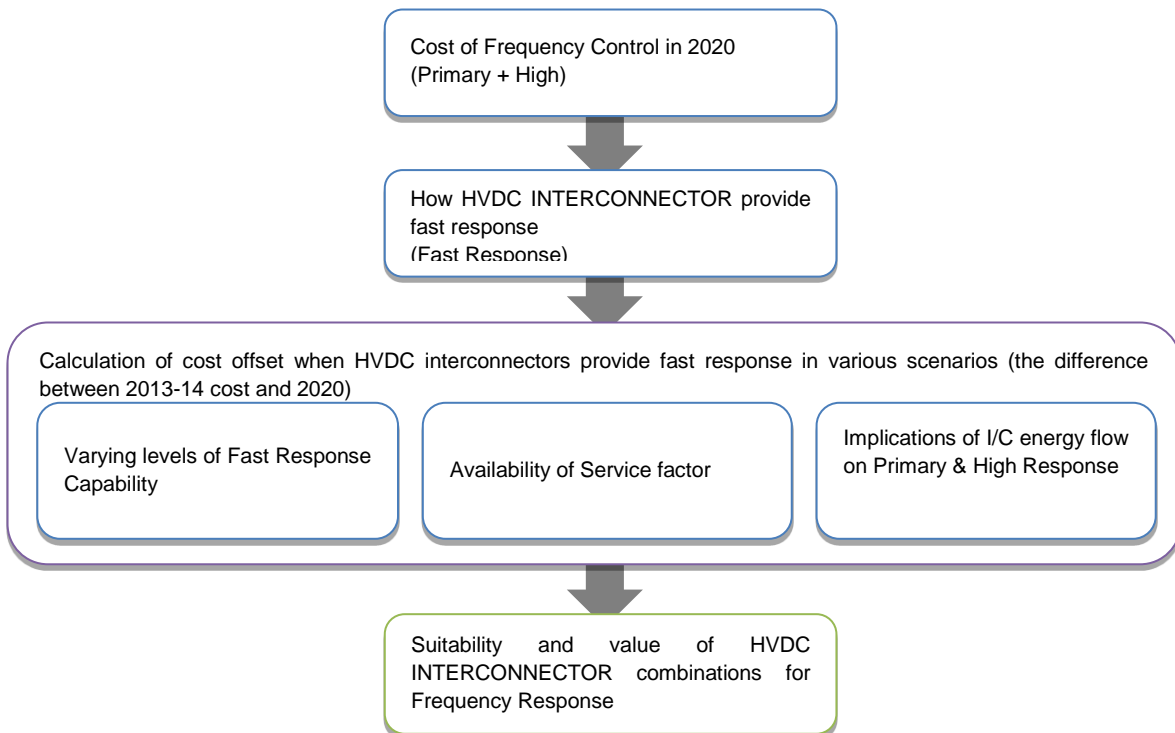 Cost of Frequency Control in 2020
(Primary + High)
How HVDC INTERCONNECTOR provide
fast response
(Fast Response)
Calculation of cost offset when HVDC interconnectors provide fast response in various scenarios (the difference
between 2013-14 cost and 2020)
Varying levels of Fast Response
Capability
Availability of Service factor
Implications of I/C energy flow
on Primary & High Response
Suitability and value of HVDC
INTERCONNECTOR combinations for
Frequency Response